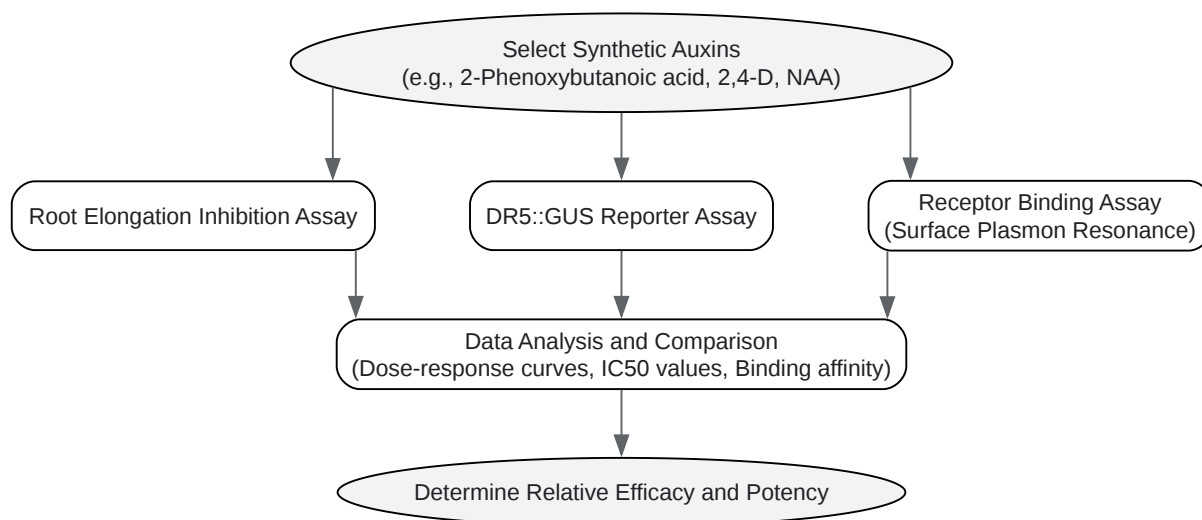 Select Synthetic Auxins
(e.g., 2-Phenoxybutanoic acid, 2,4-D, NAA)
Root Elongation Inhibition Assay
DR5::GUS Reporter Assay
Receptor Binding Assay
(Surface Plasmon Resonance)
Data Analysis and Comparison
(Dose-response curves, IC50 values, Binding affinity)
Determine Relative Efficacy and Potency